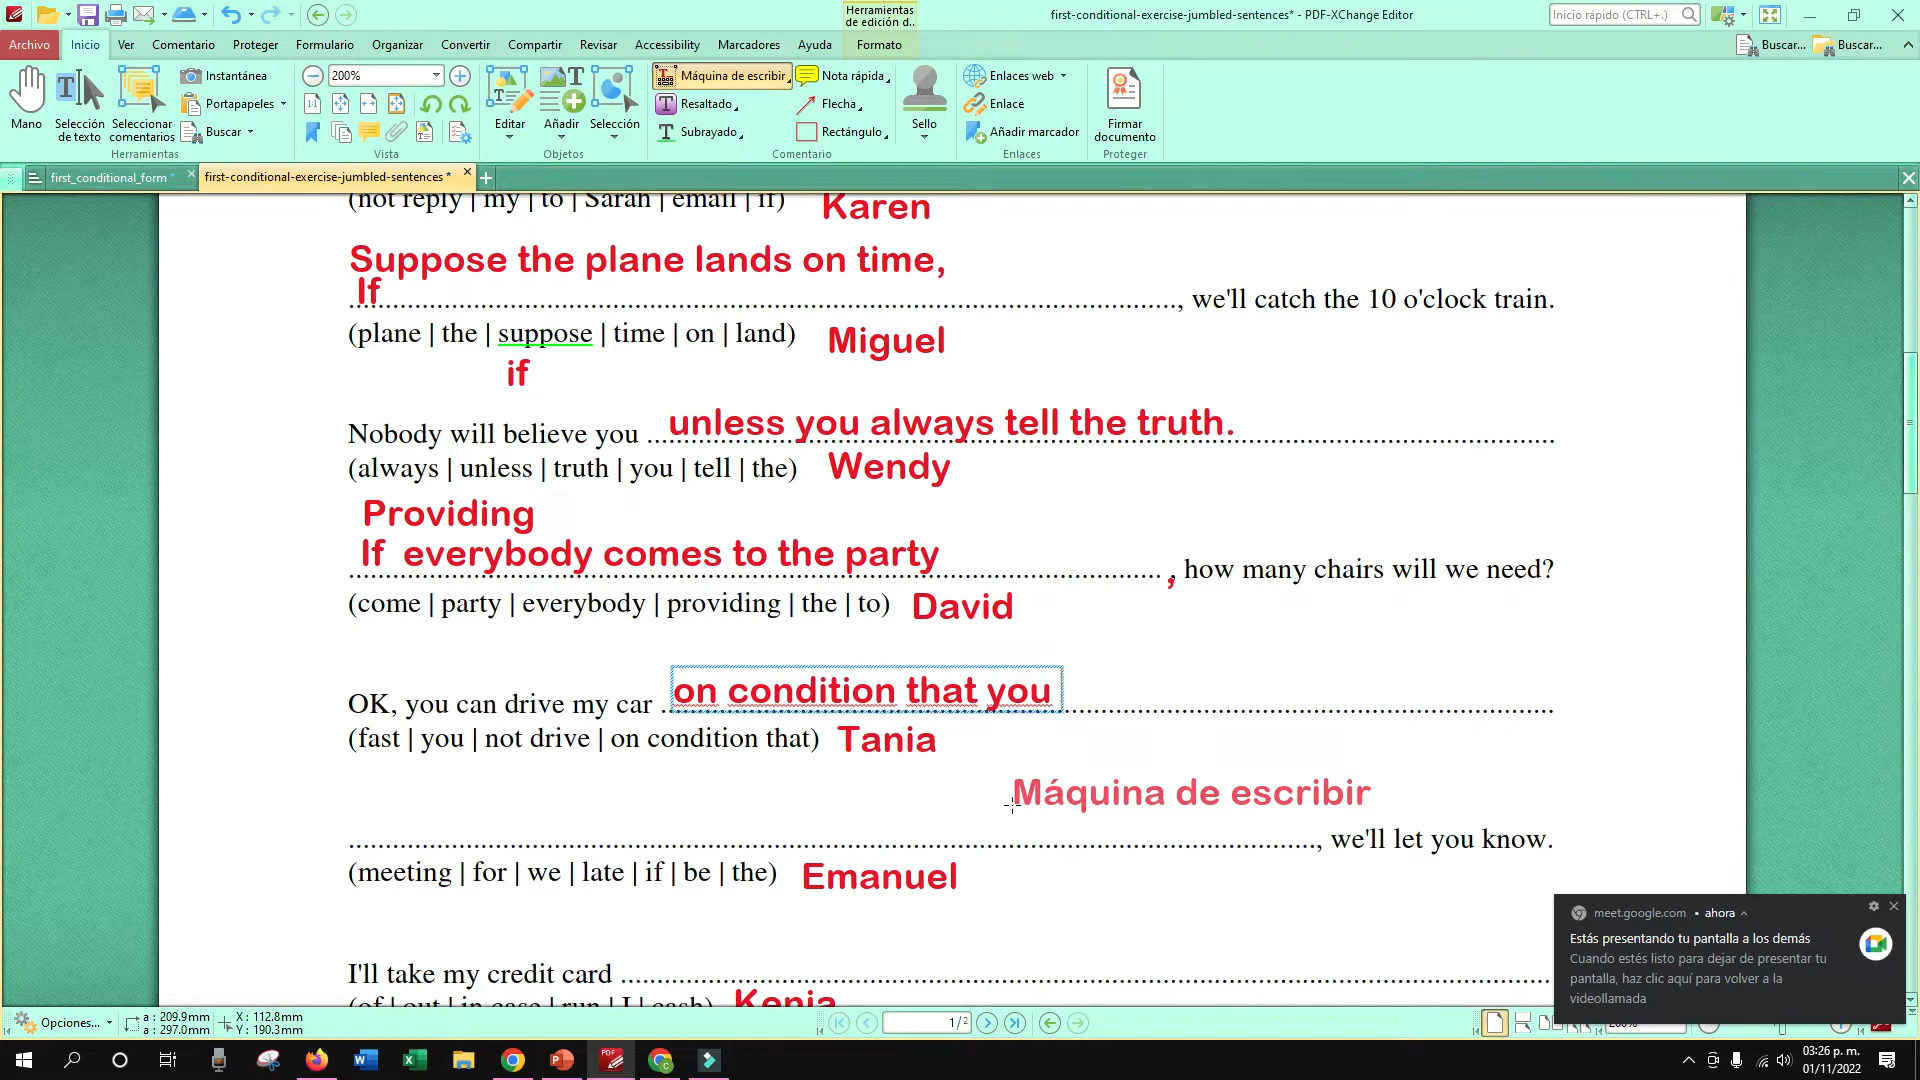 Herramientas
de edición d..
first-conditional-exercise-jumbled-sentences* - PDF-XChange Editor
Inicio rápido (CTRL+.)
Archivo Inicio Ver Comentario Proteger Formulario Organizar Convertir Compartir Revisar Accessibility Marcadores Ayuda Formato Buscar... Buscar...
Mano
Selección
de texto
Seleccionar
comentarios
Instantánea
Portapapeles
Buscar
Herramientas
200%
Vista
Editar
Añadir
Selección
Objetos
Máquina de escribir
Resaltado
Subrayado
Nota rápida
Flecha
Rectángulo
Sello
Comentario
Enlaces web
Enlace
Añadir marcador
Enlaces
Firmar
documento
Proteger
first_conditional_form *
first-conditional-exercise-jumbled-sentences *
(not reply | my | to | Sarah | email | if) Karen
Suppose the plane lands on time,
If
..., we'll catch the 10 o'clock train.
(plane | the | suppose | time | on | land) Miguel
if
Nobody will believe you ... unless you always tell the truth.
(always | unless | truth | you | tell | the) Wendy
Providing
If everybody comes to the party
... , how many chairs will we need?
(come | party | everybody | providing | the | to) David
OK, you can drive my car ... on condition that you
(fast | you | not drive | on condition that) Tania
Máquina de escribir
..., we'll let you know.
(meeting | for | we | late | if | be | the) Emanuel
I'll take my credit card ...
(of | out | in case | run | I | cash) Kenia
meet.google.com • ahora
Estás presentando tu pantalla a los demás
Cuando estés listo para dejar de presentar tu
pantalla, haz clic aquí para volver a la
videollamada
Opciones...
a : 209.9mm
a : 297.0mm
X : 112.8mm
Y : 190.3mm
1/2
200%
03:26 p. m.
01/11/2022